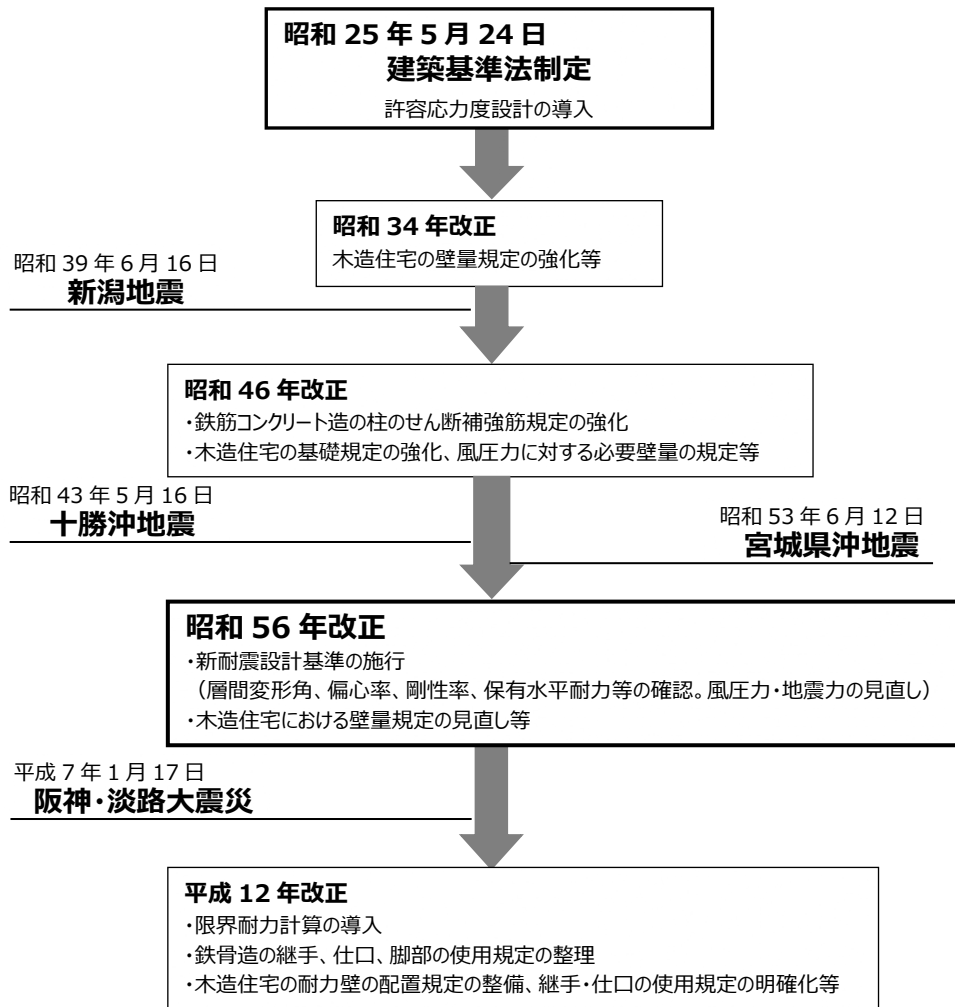 昭和 25 年 5 月 24 日
建築基準法制定
許容応力度設計の導入
昭和 34 年改正
木造住宅の壁量規定の強化等
昭和 39 年 6 月 16 日
新潟地震
昭和 46 年改正
・鉄筋コンクリート造の柱のせん断補強筋規定の強化
・木造住宅の基礎規定の強化、風圧力に対する必要壁量の規定等
昭和 43 年 5 月 16 日
十勝沖地震
昭和 53 年 6 月 12 日
宮城県沖地震
昭和 56 年改正
・新耐震設計基準の施行
（層間変形角、偏心率、剛性率、保有水平耐力等の確認。風圧力・地震力の見直し）
・木造住宅における壁量規定の見直し等
平成 7 年 1 月 17 日
阪神・淡路大震災
平成 12 年改正
・限界耐力計算の導入
・鉄骨造の継手、仕口、脚部の使用規定の整理
・木造住宅の耐力壁の配置規定の整備、継手・仕口の使用規定の明確化等